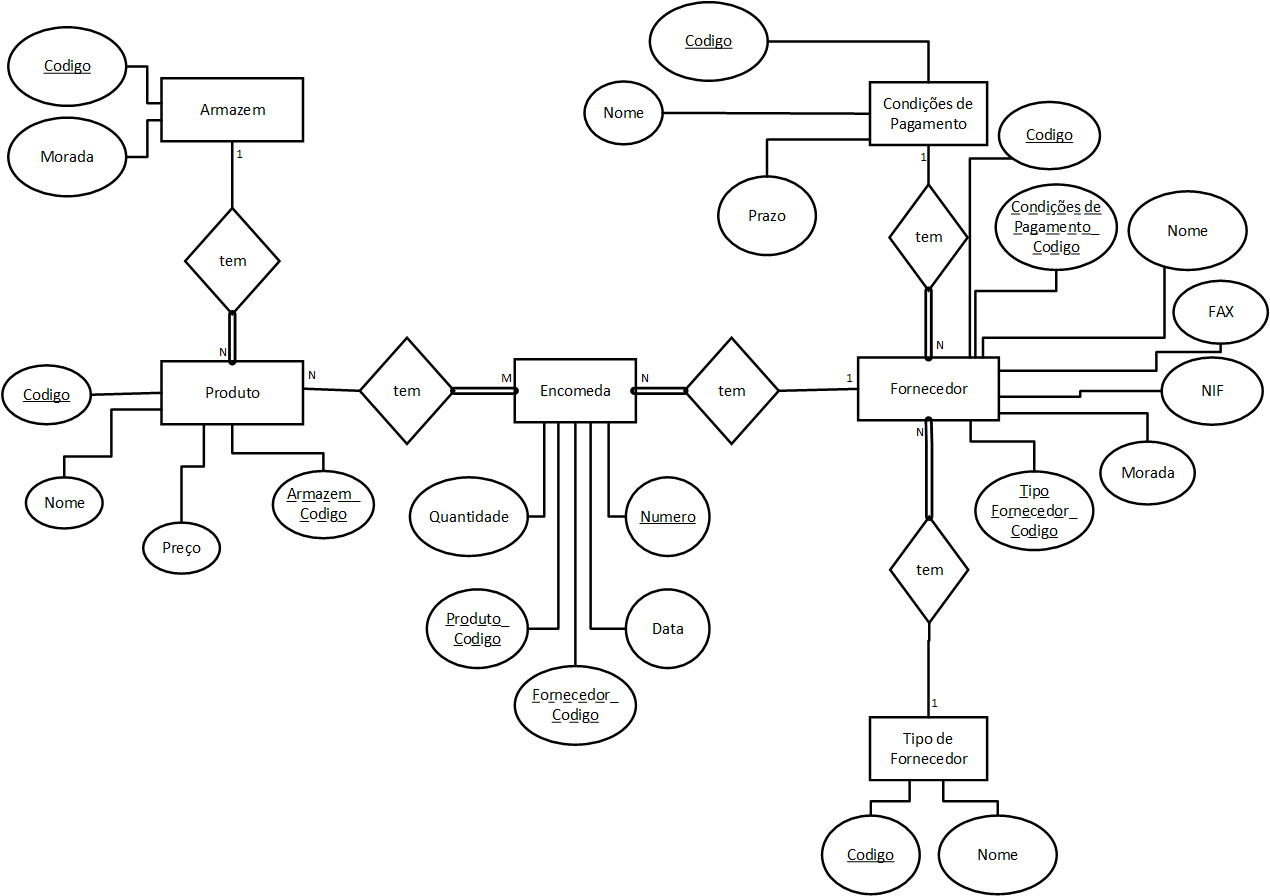 Codigo
Armazem
Morada
1
tem
N
Codigo
Nome
Condições de
Pagamento
Prazo
1
tem
N
Codigo
Condições de
Pagamento_
Codigo
Nome
FAX
NIF
Morada
Codigo
Produto
N
tem
M
Encomeda
N
tem
1
Fornecedor
N
Nome
Preço
Armazem_
Codigo
Quantidade
Numero
Produto_
Codigo
Data
Fornecedor_
Codigo
Tipo
Fornecedor_
Codigo
tem
1
Tipo de
Fornecedor
Codigo
Nome